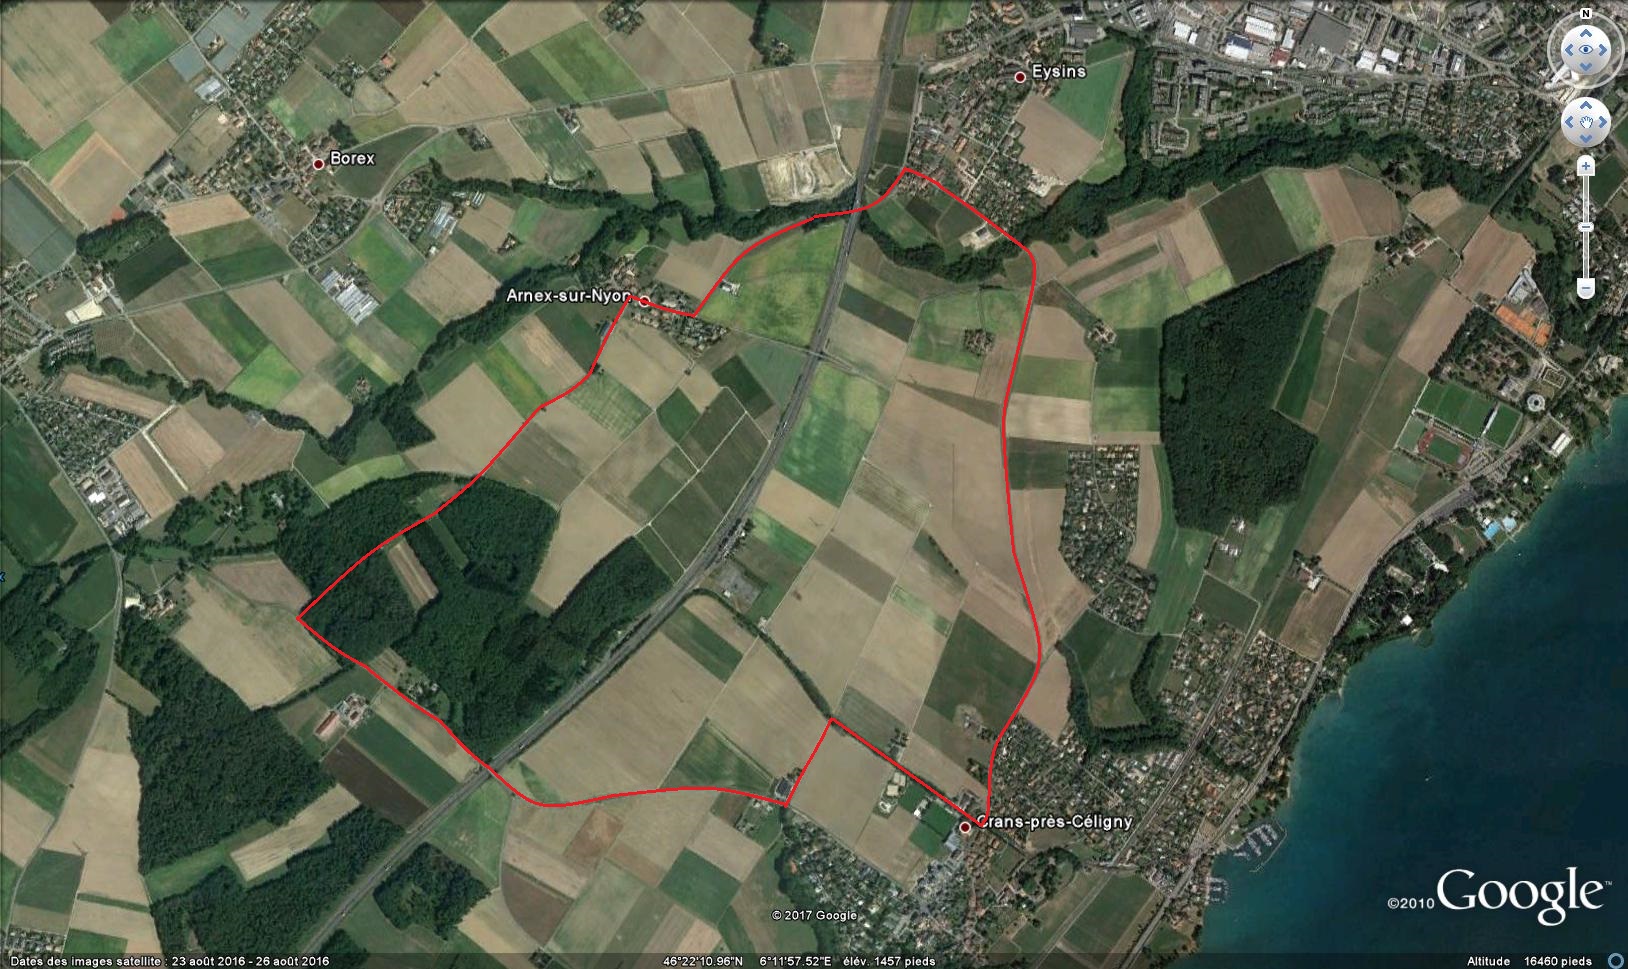 N
Eysins
Borex
Arnex-sur-Nyon
Crans-près-Céligny
©2010 Google™
© 2017 Google
Dates des images satellite : 23 août 2016 - 26 août 2016 46°22'10.96"N 6°11'57.52"E élév. 1457 pieds Altitude 16460 pieds